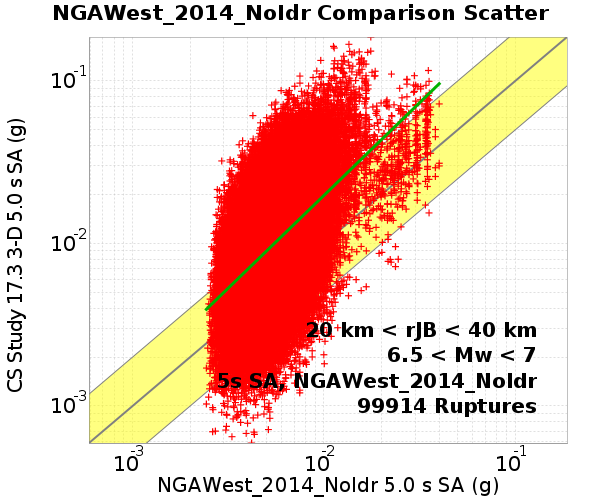 NGAWest_2014_NoIdr Comparison Scatter
CS Study 17.3 3-D 5.0 s SA (g)
10-1
10-2
10-3
20 km < rJB < 40 km
6.5 < Mw < 7
5s SA, NGAWest_2014_NoIdr
99914 Ruptures
10-3 10-2 10-1
NGAWest_2014_NoIdr 5.0 s SA (g)